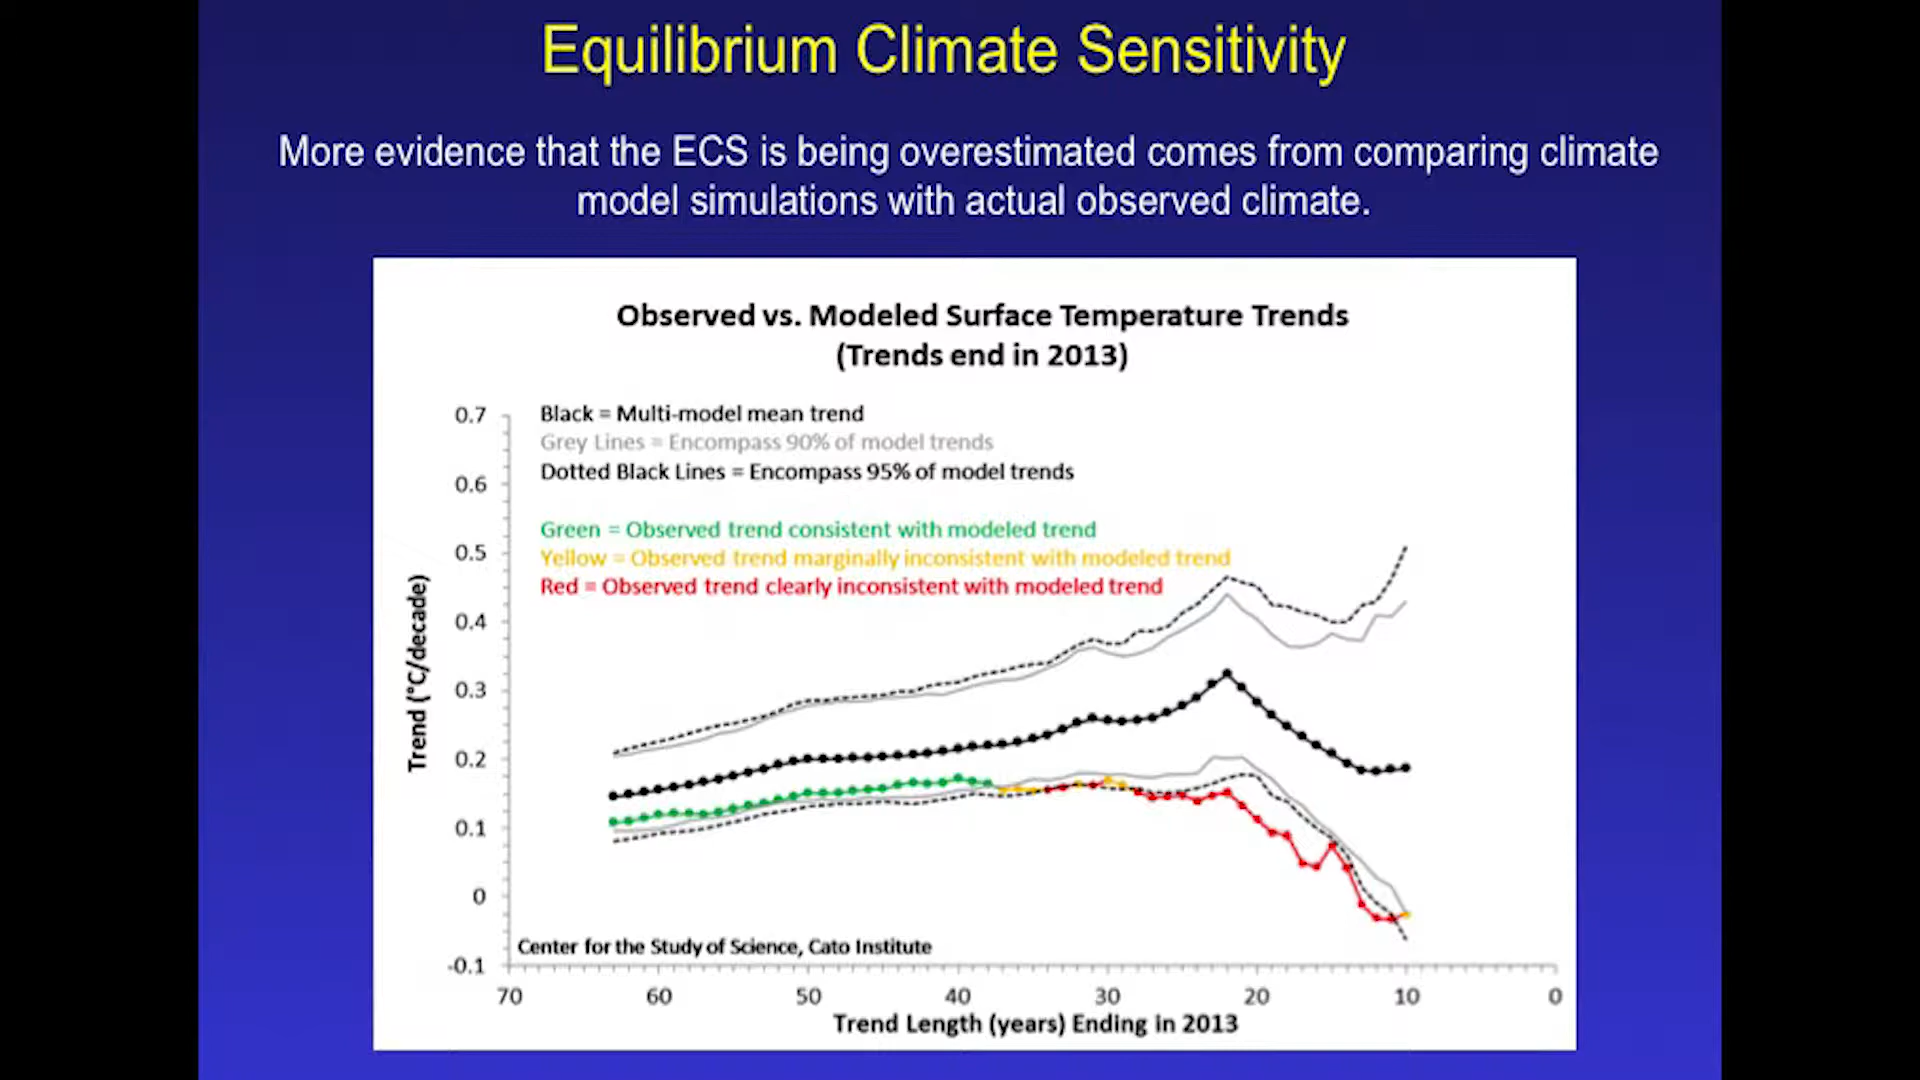 Equilibrium Climate Sensitivity
More evidence that the ECS is being overestimated comes from comparing climate
model simulations with actual observed climate.
Observed vs. Modeled Surface Temperature Trends
(Trends end in 2013)
Black = Multi-model mean trend
Grey Lines = Encompass 90% of model trends
Dotted Black Lines = Encompass 95% of model trends
Green = Observed trend consistent with modeled trend
Yellow = Observed trend marginally inconsistent with modeled trend
Red = Observed trend clearly inconsistent with modeled trend
Trend (°C/decade)
0.7
0.6
0.5
0.4
0.3
0.2
0.1
0
-0.1
Center for the Study of Science, Cato Institute
70 60 50 40 30 20 10 0
Trend Length (years) Ending in 2013